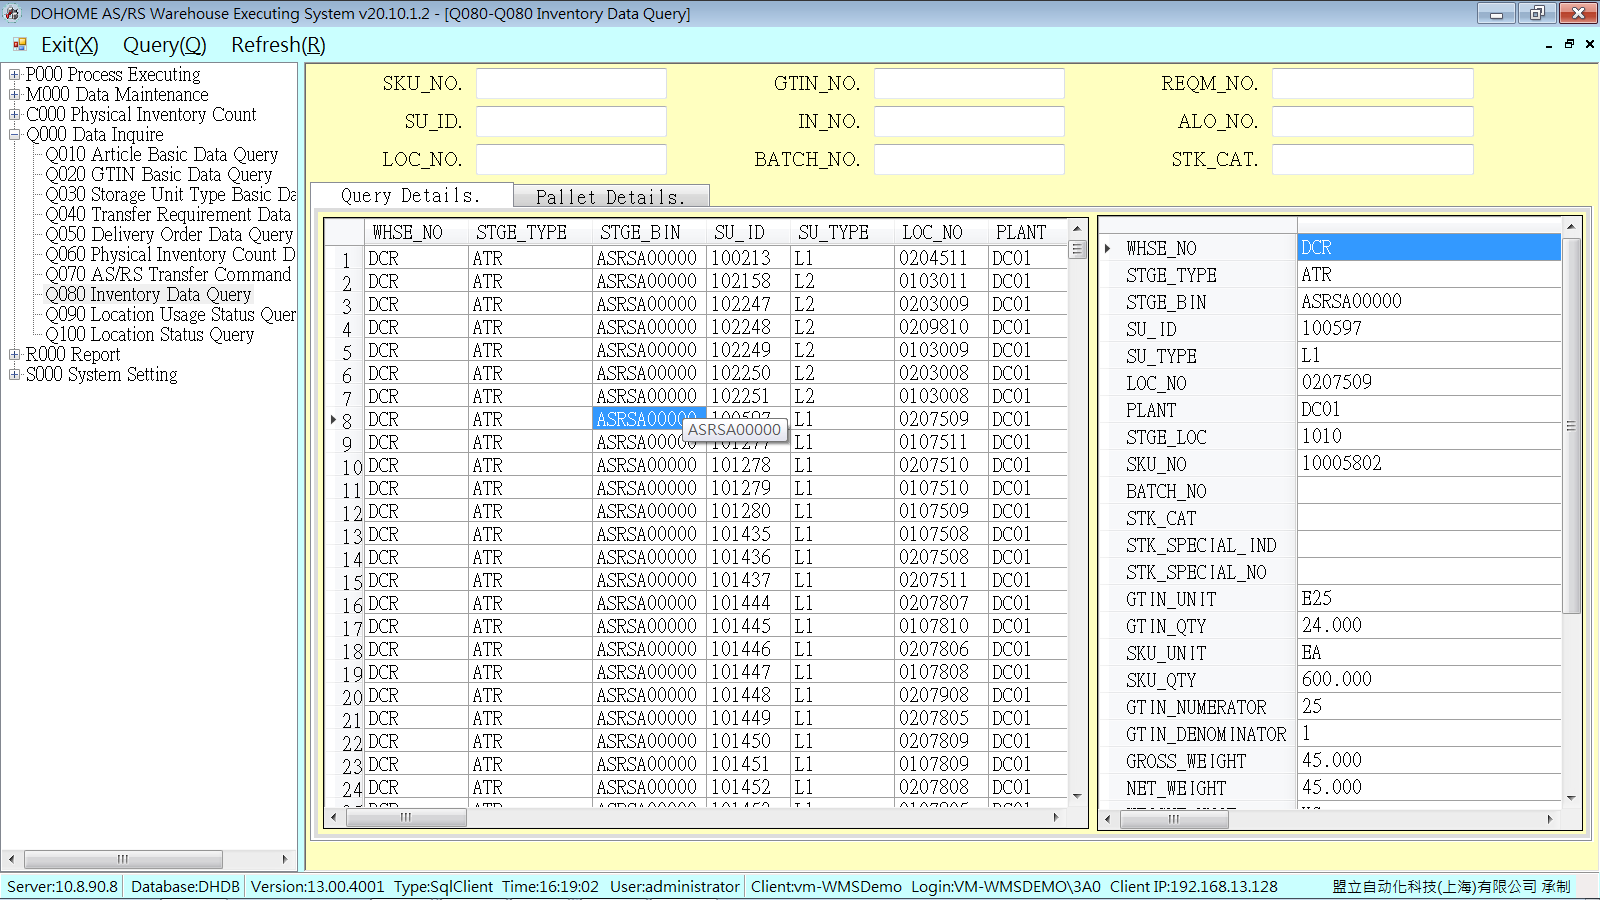 DOHOME AS/RS Warehouse Executing System v20.10.1.2 - [Q080-Q080 Inventory Data Query]
Exit(X) Query(Q) Refresh(R)
P000 Process Executing
M000 Data Maintenance
C000 Physical Inventory Count
Q000 Data Inquire
Q010 Article Basic Data Query
Q020 GTIN Basic Data Query
Q030 Storage Unit Type Basic Da
Q040 Transfer Requirement Data
Q050 Delivery Order Data Query
Q060 Physical Inventory Count D
Q070 AS/RS Transfer Command
Q080 Inventory Data Query
Q090 Location Usage Status Quer
Q100 Location Status Query
R000 Report
S000 System Setting
SKU_NO. GTIN_NO. REQM_NO.
SU_ID. IN_NO. ALO_NO.
LOC_NO. BATCH_NO. STK_CAT.
Query Details. Pallet Details.
WHSE_NO STGE_TYPE STGE_BIN SU_ID SU_TYPE LOC_NO PLANT
1 DCR ATR ASRSA00000 100213 L1 0204511 DC01
2 DCR ATR ASRSA00000 102158 L2 0103011 DC01
3 DCR ATR ASRSA00000 102247 L2 0203009 DC01
4 DCR ATR ASRSA00000 102248 L2 0209810 DC01
5 DCR ATR ASRSA00000 102249 L2 0103009 DC01
6 DCR ATR ASRSA00000 102250 L2 0203008 DC01
7 DCR ATR ASRSA00000 102251 L2 0103008 DC01
8 DCR ATR ASRSA00000 100597 L1 0207509 DC01
ASRSA00000
9 DCR ATR ASRSA00000 101277 L1 0107511 DC01
10 DCR ATR ASRSA00000 101278 L1 0207510 DC01
11 DCR ATR ASRSA00000 101279 L1 0107510 DC01
12 DCR ATR ASRSA00000 101280 L1 0107509 DC01
13 DCR ATR ASRSA00000 101435 L1 0107508 DC01
14 DCR ATR ASRSA00000 101436 L1 0207508 DC01
15 DCR ATR ASRSA00000 101437 L1 0207511 DC01
16 DCR ATR ASRSA00000 101444 L1 0207807 DC01
17 DCR ATR ASRSA00000 101445 L1 0107810 DC01
18 DCR ATR ASRSA00000 101446 L1 0207806 DC01
19 DCR ATR ASRSA00000 101447 L1 0107808 DC01
20 DCR ATR ASRSA00000 101448 L1 0207908 DC01
21 DCR ATR ASRSA00000 101449 L1 0207805 DC01
22 DCR ATR ASRSA00000 101450 L1 0207809 DC01
23 DCR ATR ASRSA00000 101451 L1 0107809 DC01
24 DCR ATR ASRSA00000 101452 L1 0207808 DC01
WHSE_NO DCR
STGE_TYPE ATR
STGE_BIN ASRSA00000
SU_ID 100597
SU_TYPE L1
LOC_NO 0207509
PLANT DC01
STGE_LOC 1010
SKU_NO 10005802
BATCH_NO
STK_CAT
STK_SPECIAL_IND
STK_SPECIAL_NO
GTIN_UNIT E25
GTIN_QTY 24.000
SKU_UNIT EA
SKU_QTY 600.000
GTIN_NUMERATOR 25
GTIN_DENOMINATOR 1
GROSS_WEIGHT 45.000
NET_WEIGHT 45.000
Server:10.8.90.8 Database:DHDB Version:13.00.4001 Type:SqlClient Time:16:19:02 User:administrator Client:vm-WMSDemo Login:VM-WMSDEMO\3A0 Client IP:192.168.13.128 盟立自动化科技(上海)有限公司 承制